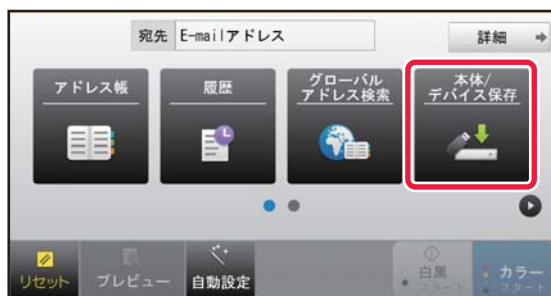 宛先 E-mailアドレス 詳細
アドレス帳
履歴
グローバル
アドレス検索
本体/
デバイス保存
リセット
プレビュー
自動設定
白黒
スタート
カラー
スタート